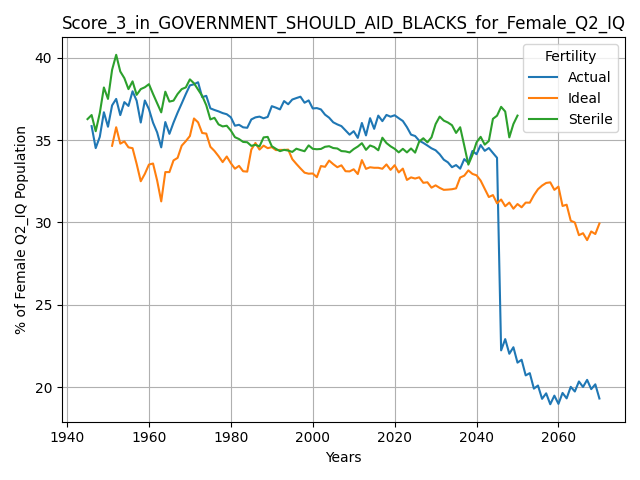 Score_3_in_GOVERNMENT_SHOULD_AID_BLACKS_for_Female_Q2_IQ
Fertility
Actual
Ideal
Sterile
% of Female Q2_IQ Population
40
35
30
25
20
1940 1960 1980 2000 2020 2040 2060
Years